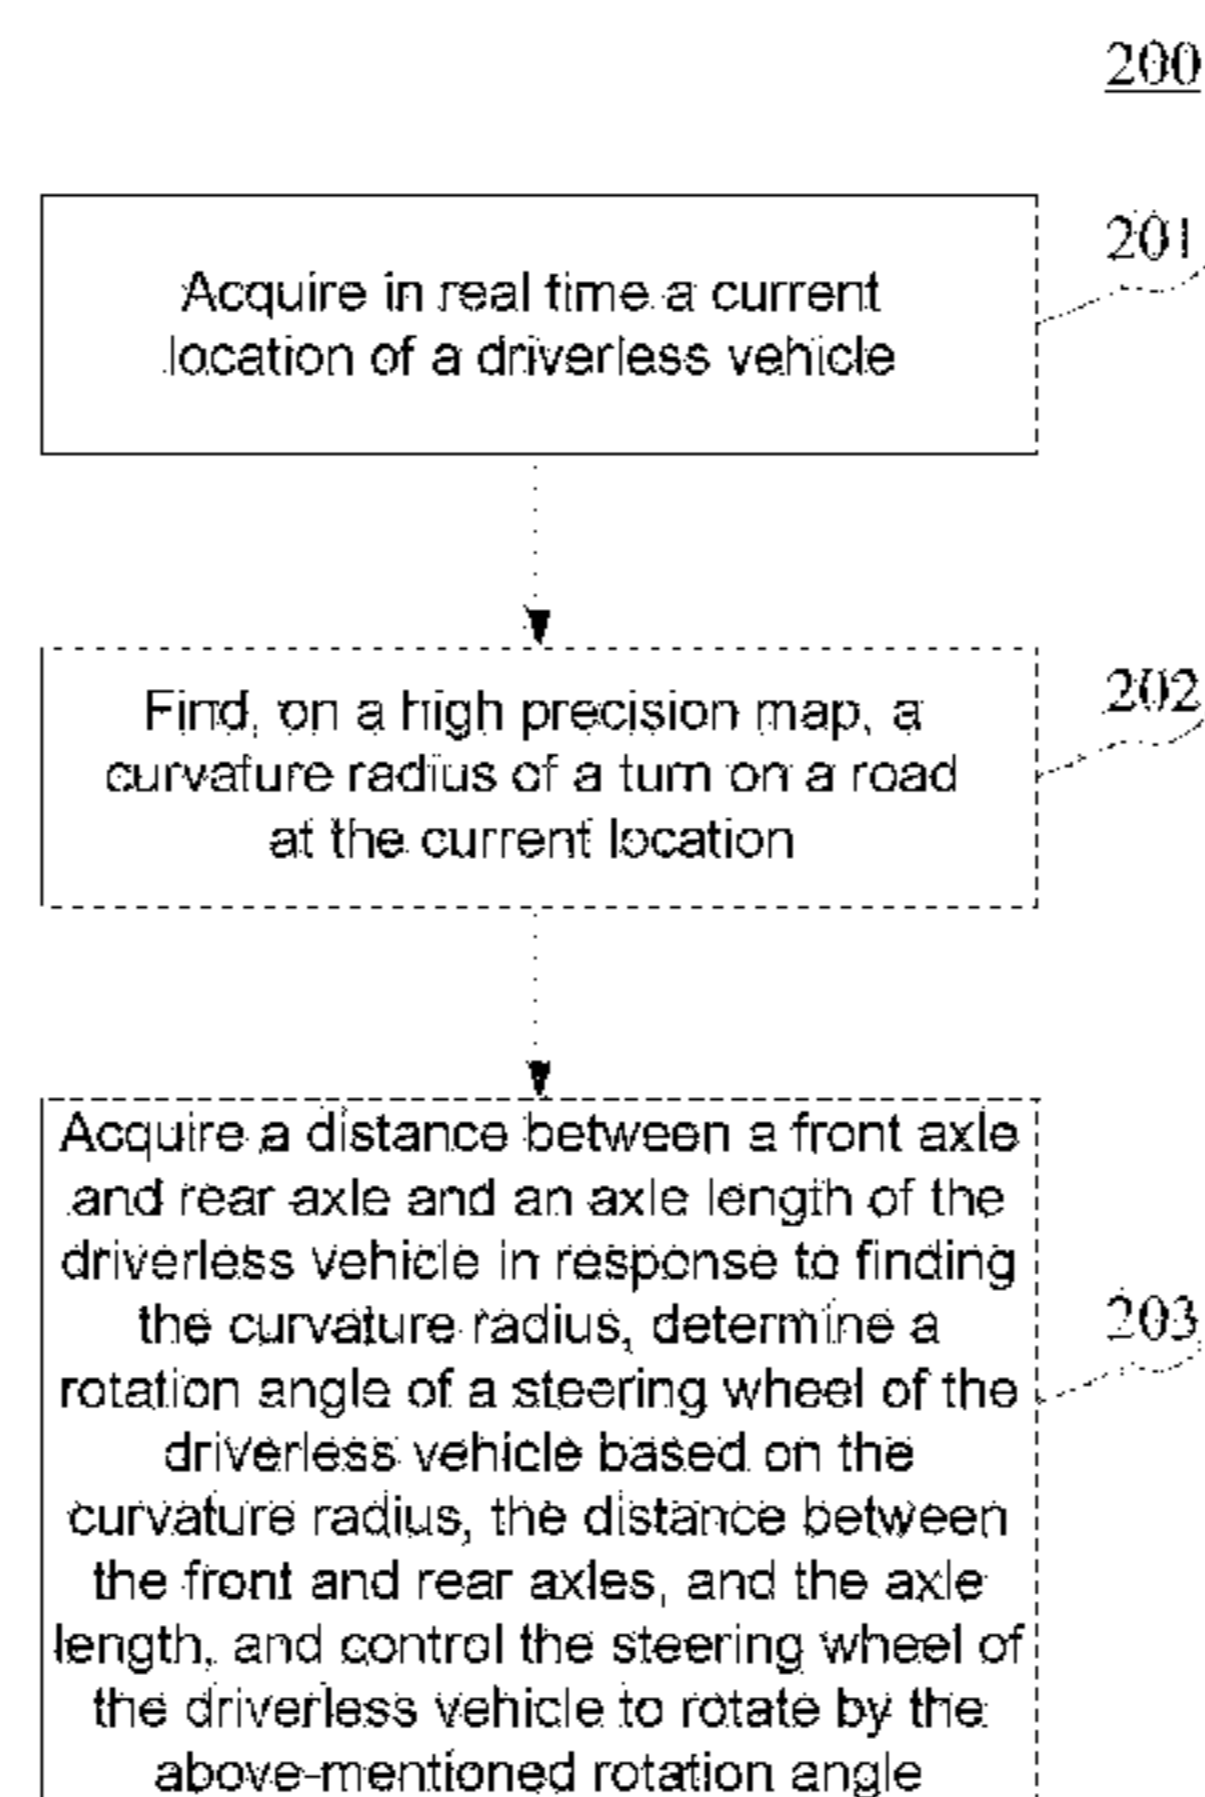 200
201
Acquire in real time a current
location of a driverless vehicle
202
Find, on a high precision map, a
curvature radius of a turn on a road
at the current location
Acquire a distance between a front axle
and rear axle and an axle length of the
driverless vehicle in response to finding
the curvature radius, determine a
203
rotation angle of a steering wheel of the
driverless vehicle based on the
curvature radius, the distance between
the front and rear axles, and the axle
length, and control the steering wheel of
the driverless vehicle to rotate by the
above-mentioned rotation angle